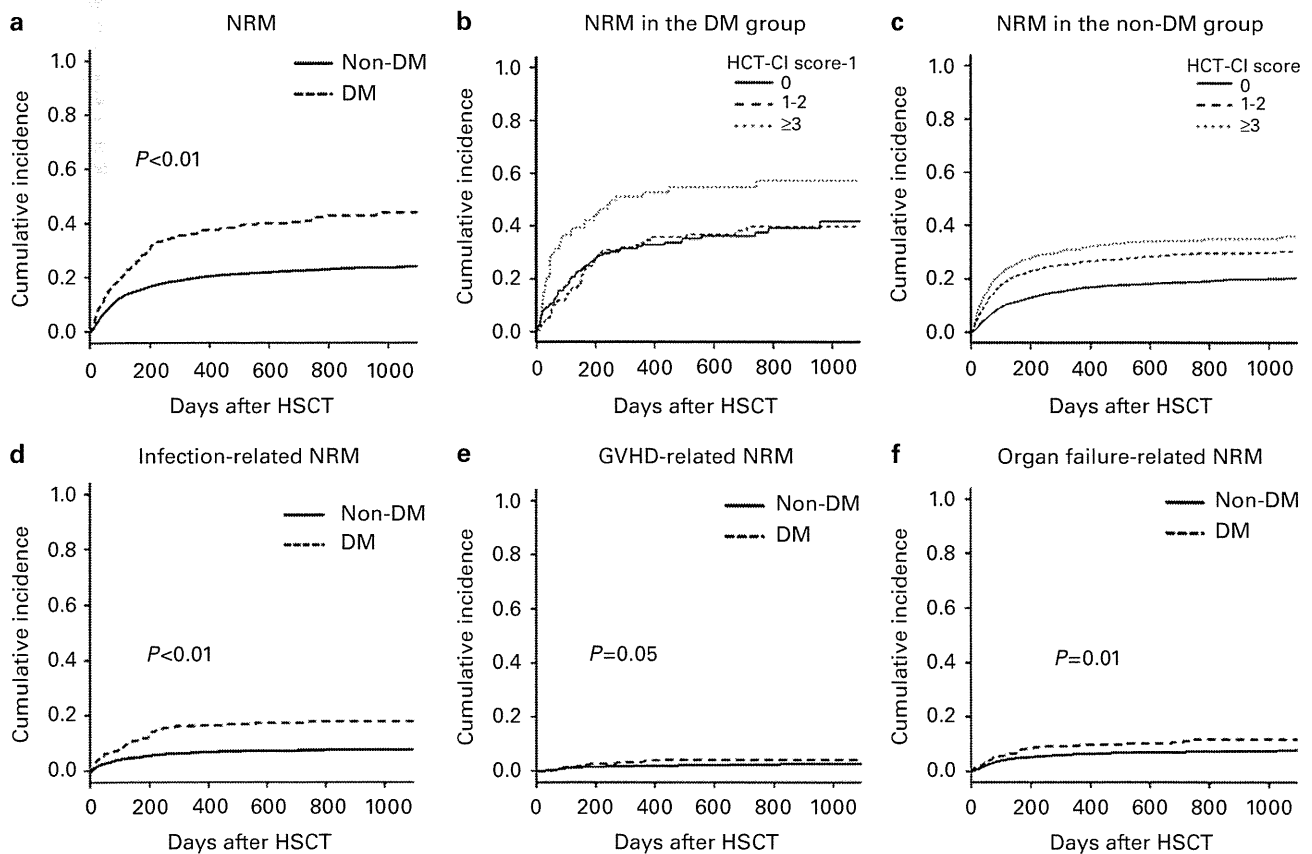 a NRM
Cumulative incidence
1.0
0.8
0.6
0.4
0.2
0.0
Non-DM
DM
P<0.01
0 200 400 600 800 1000
Days after HSCT
b NRM in the DM group
Cumulative incidence
1.0
0.8
0.6
0.4
0.2
0.0
HCT-CI score-1
0
1-2
≥3
0 200 400 600 800 1000
Days after HSCT
c NRM in the non-DM group
Cumulative incidence
1.0
0.8
0.6
0.4
0.2
0.0
HCT-CI score
0
1-2
≥3
0 200 400 600 800 1000
Days after HSCT
d Infection-related NRM
Cumulative incidence
1.0
0.8
0.6
0.4
0.2
0.0
Non-DM
DM
P<0.01
0 200 400 600 800 1000
Days after HSCT
e GVHD-related NRM
Cumulative incidence
1.0
0.8
0.6
0.4
0.2
0.0
Non-DM
DM
P=0.05
0 200 400 600 800 1000
Days after HSCT
f Organ failure-related NRM
Cumulative incidence
1.0
0.8
0.6
0.4
0.2
0.0
Non-DM
DM
P=0.01
0 200 400 600 800 1000
Days after HSCT